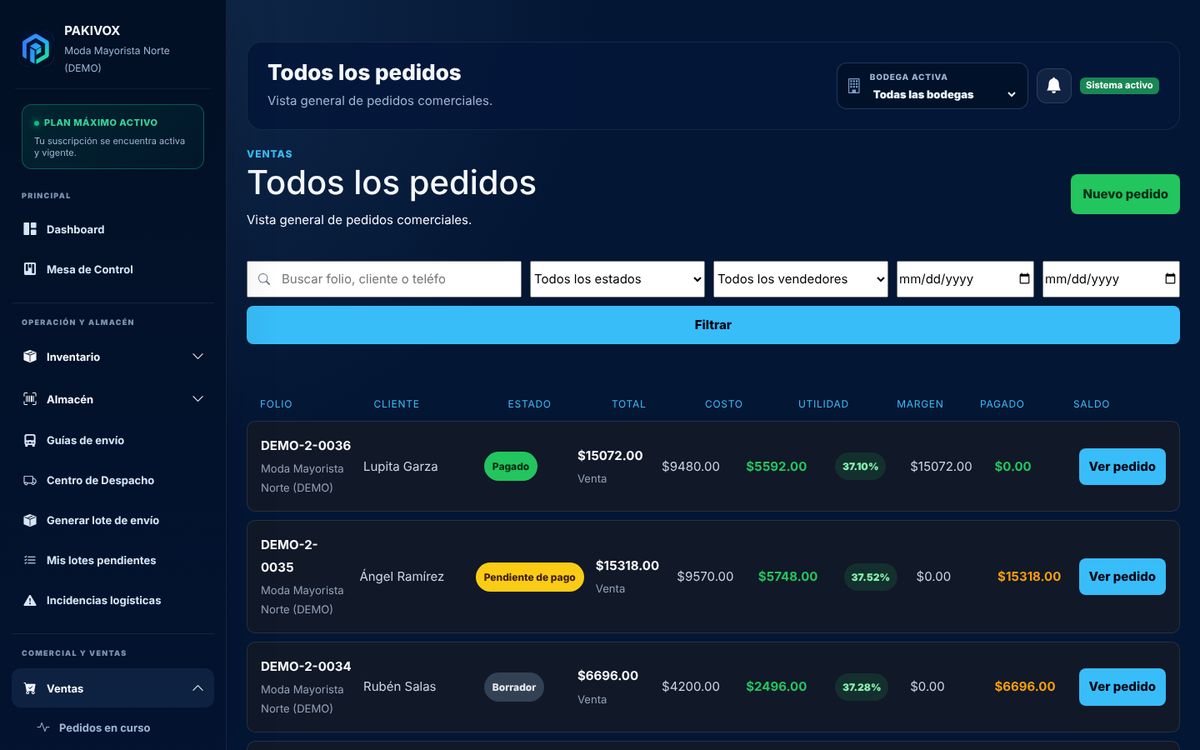 PAKIVOX
Moda Mayorista Norte
(DEMO)
PLAN MÁXIMO ACTIVO
Tu suscripción se encuentra activa
y vigente.
PRINCIPAL
Dashboard
Mesa de Control
OPERACIÓN Y ALMACÉN
Inventario
Almacén
Guías de envío
Centro de Despacho
Generar lote de envío
Mis lotes pendientes
Incidencias logísticas
COMERCIAL Y VENTAS
Ventas
Pedidos en curso
Todos los pedidos
Vista general de pedidos comerciales.
BODEGA ACTIVA
Todas las bodegas
Sistema activo
VENTAS
Todos los pedidos
Vista general de pedidos comerciales.
Nuevo pedido
Buscar folio, cliente o teléfo
Todos los estados
Todos los vendedores
mm/dd/yyyy
mm/dd/yyyy
Filtrar
FOLIO CLIENTE ESTADO TOTAL COSTO UTILIDAD MARGEN PAGADO SALDO
DEMO-2-0036
Moda Mayorista
Norte (DEMO)
Lupita Garza
Pagado
$15072.00
Venta
$9480.00
$5592.00
37.10%
$15072.00
$0.00
Ver pedido
DEMO-2-
0035
Moda Mayorista
Norte (DEMO)
Ángel Ramírez
Pendiente de pago
$15318.00
Venta
$9570.00
$5748.00
37.52%
$0.00
$15318.00
Ver pedido
DEMO-2-0034
Moda Mayorista
Norte (DEMO)
Rubén Salas
Borrador
$6696.00
Venta
$4200.00
$2496.00
37.28%
$0.00
$6696.00
Ver pedido